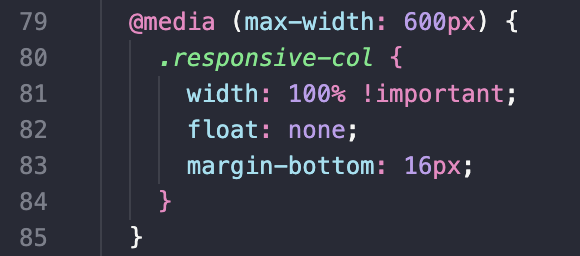 79 @media (max-width: 600px) {
80 .responsive-col {
81 width: 100% !important;
82 float: none;
83 margin-bottom: 16px;
84 }
85 }